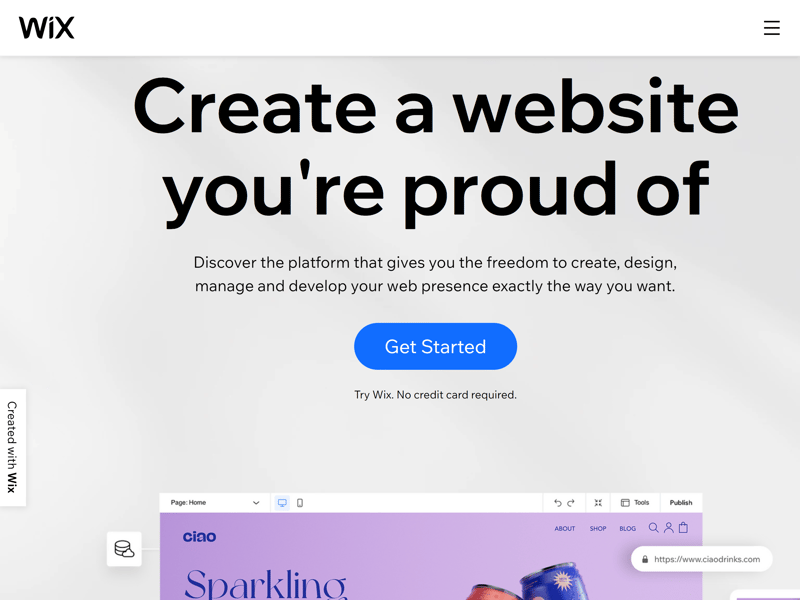 WiX
Create a website
you're proud of
Discover the platform that gives you the freedom to create, design,
manage and develop your web presence exactly the way you want.
Get Started
Try Wix. No credit card required.
Created with Wix
Page: Home
Tools
Publish
ciao
ABOUT
SHOP
BLOG
https://www.ciaodrinks.com
Sparkling